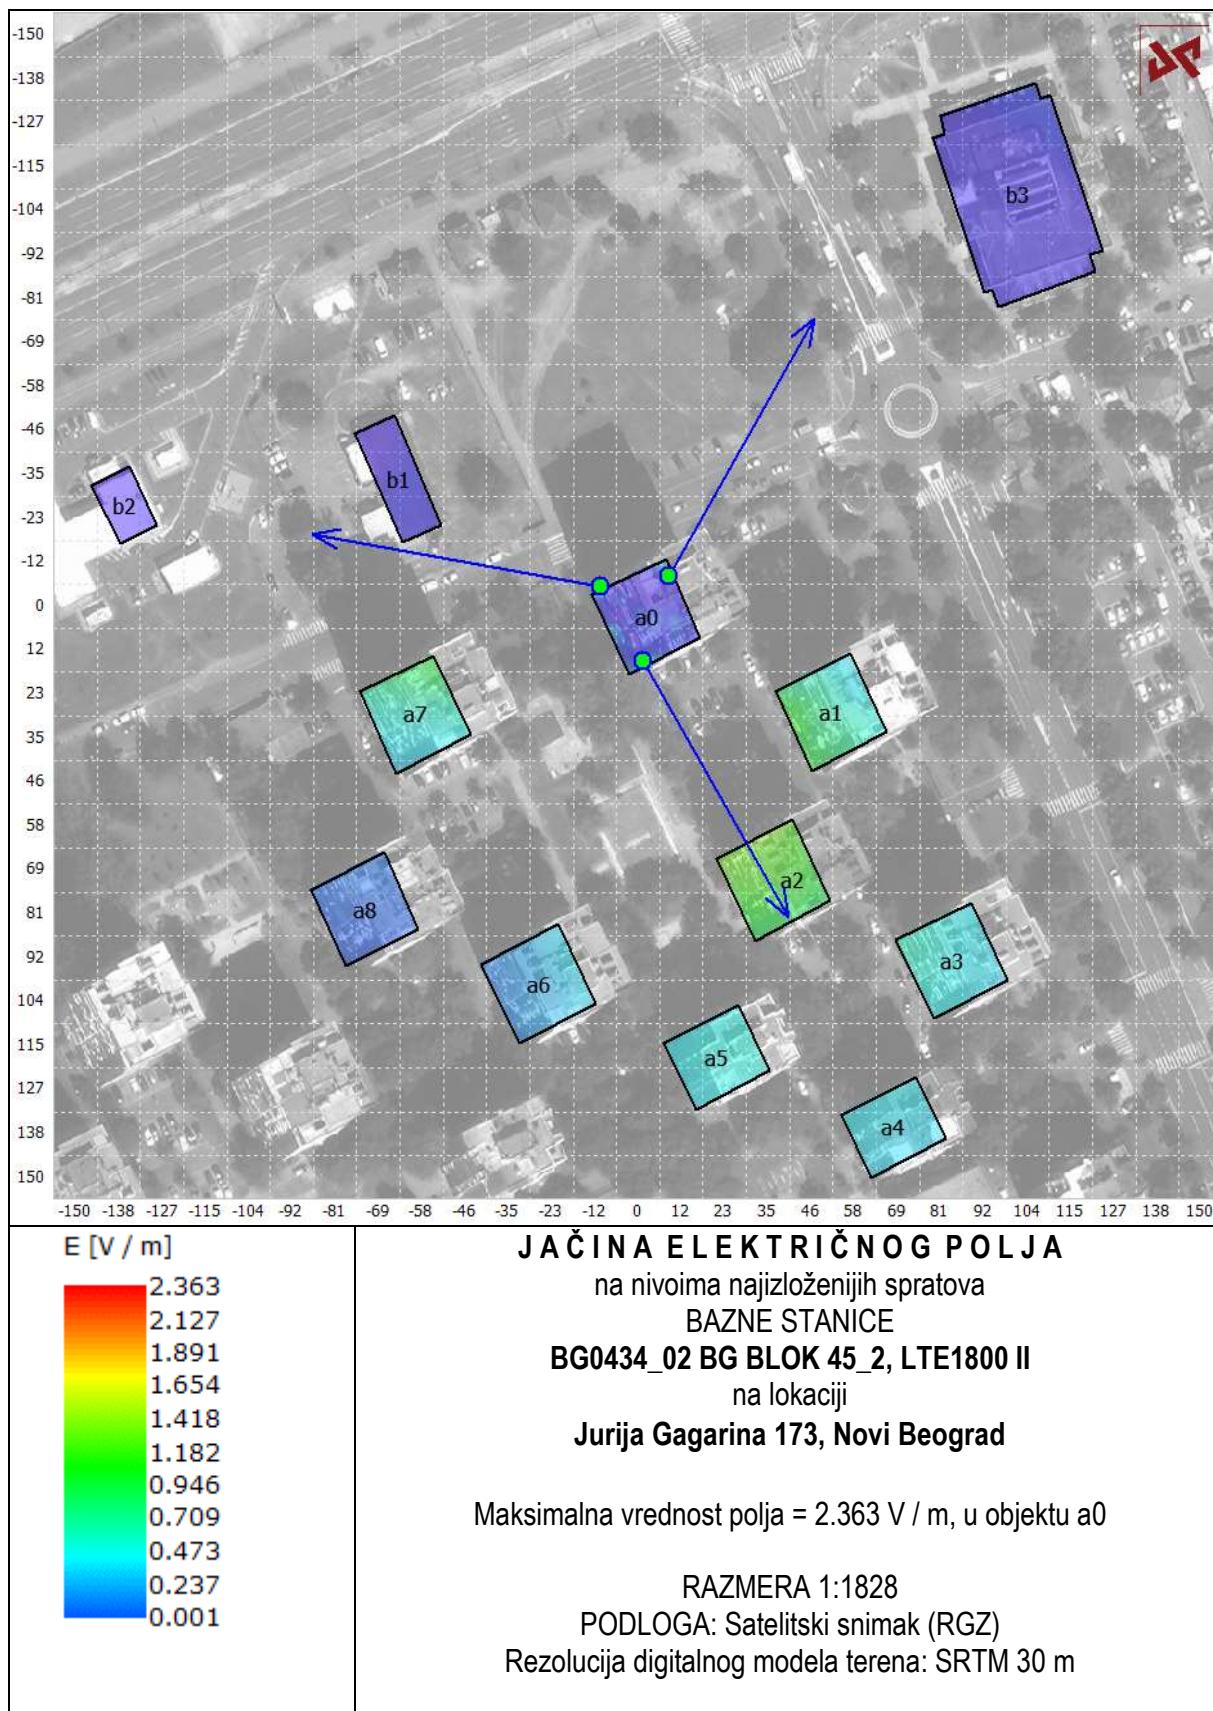 -150
-138
-127
-115
-104
-92
-81
-69
-58
-46
-35
-23
-12
0
12
23
35
46
58
69
81
92
104
115
127
138
150
b3
b1
b2
a0
a7
a1
a2
a8
a3
a6
a5
a4
-150 -138 -127 -115 -104 -92 -81 -69 -58 -46 -35 -23 -12 0 12 23 35 46 58 69 81 92 104 115 127 138 150
E [V / m]
2.363
2.127
1.891
1.654
1.418
1.182
0.946
0.709
0.473
0.237
0.001
J A Č I N A E L E K T R I Č N O G P O L J A
na nivoima najizloženijih spratova
BAZNE STANICE
BG0434_02 BG BLOK 45_2, LTE1800 II
na lokaciji
Jurija Gagarina 173, Novi Beograd
Maksimalna vrednost polja = 2.363 V / m, u objektu a0
RAZMERA 1:1828
PODLOGA: Satelitski snimak (RGZ)
Rezolucija digitalnog modela terena: SRTM 30 m